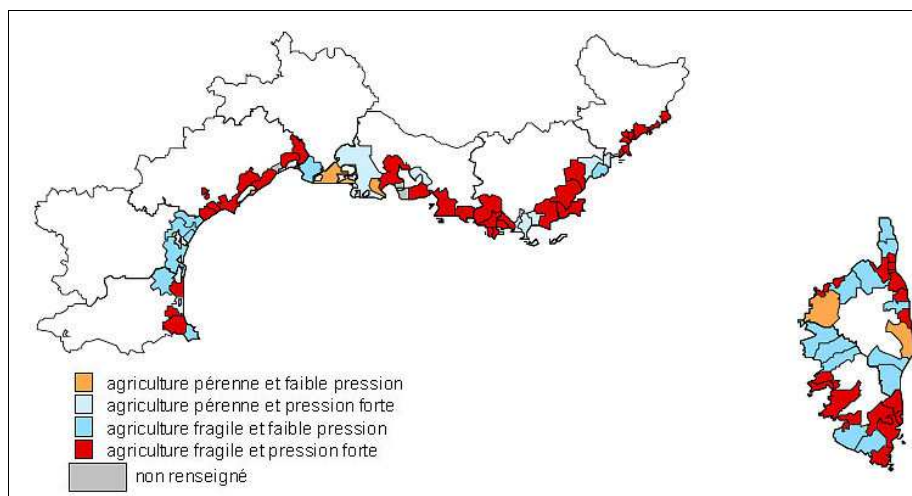 agriculture pérenne et faible pression
agriculture pérenne et pression forte
agriculture fragile et faible pression
agriculture fragile et pression forte
non renseigné